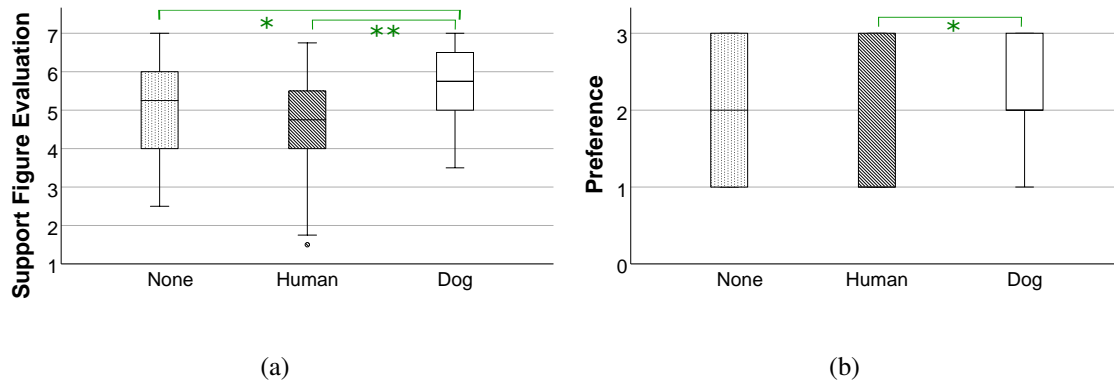 Support Figure Evaluation
7
6
5
4
3
2
1
* **
None Human Dog
(a)
Preference
3
2
1
0
*
None Human Dog
(b)